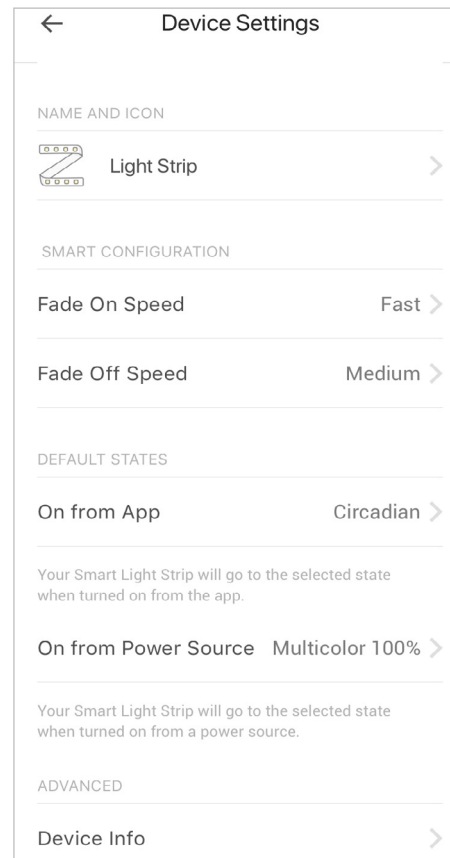 Device Settings
NAME AND ICON
Light Strip
SMART CONFIGURATION
Fade On Speed Fast
Fade Off Speed Medium
DEFAULT STATES
On from App Circadian
Your Smart Light Strip will go to the selected state
when turned on from the app.
On from Power Source Multicolor 100%
Your Smart Light Strip will go to the selected state
when turned on from a power source.
ADVANCED
Device Info